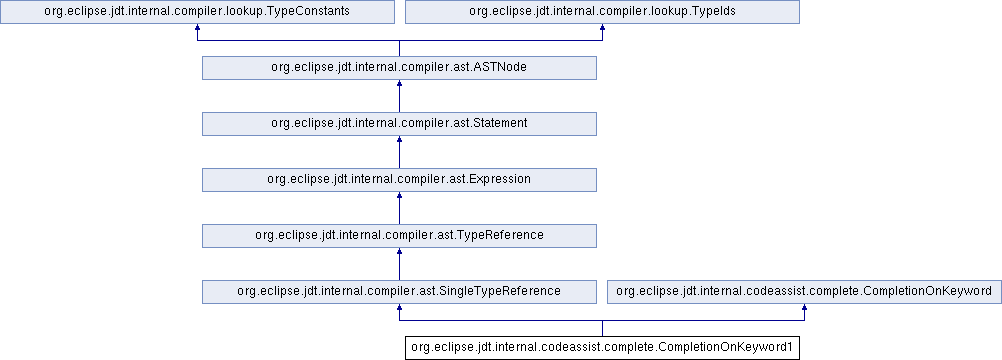 org.eclipse.jdt.internal.compiler.lookup.TypeConstants
org.eclipse.jdt.internal.compiler.lookup.TypeIds
org.eclipse.jdt.internal.compiler.ast.ASTNode
org.eclipse.jdt.internal.compiler.ast.Statement
org.eclipse.jdt.internal.compiler.ast.Expression
org.eclipse.jdt.internal.compiler.ast.TypeReference
org.eclipse.jdt.internal.compiler.ast.SingleTypeReference
org.eclipse.jdt.internal.codeassist.complete.CompletionOnKeyword
org.eclipse.jdt.internal.codeassist.complete.CompletionOnKeyword1